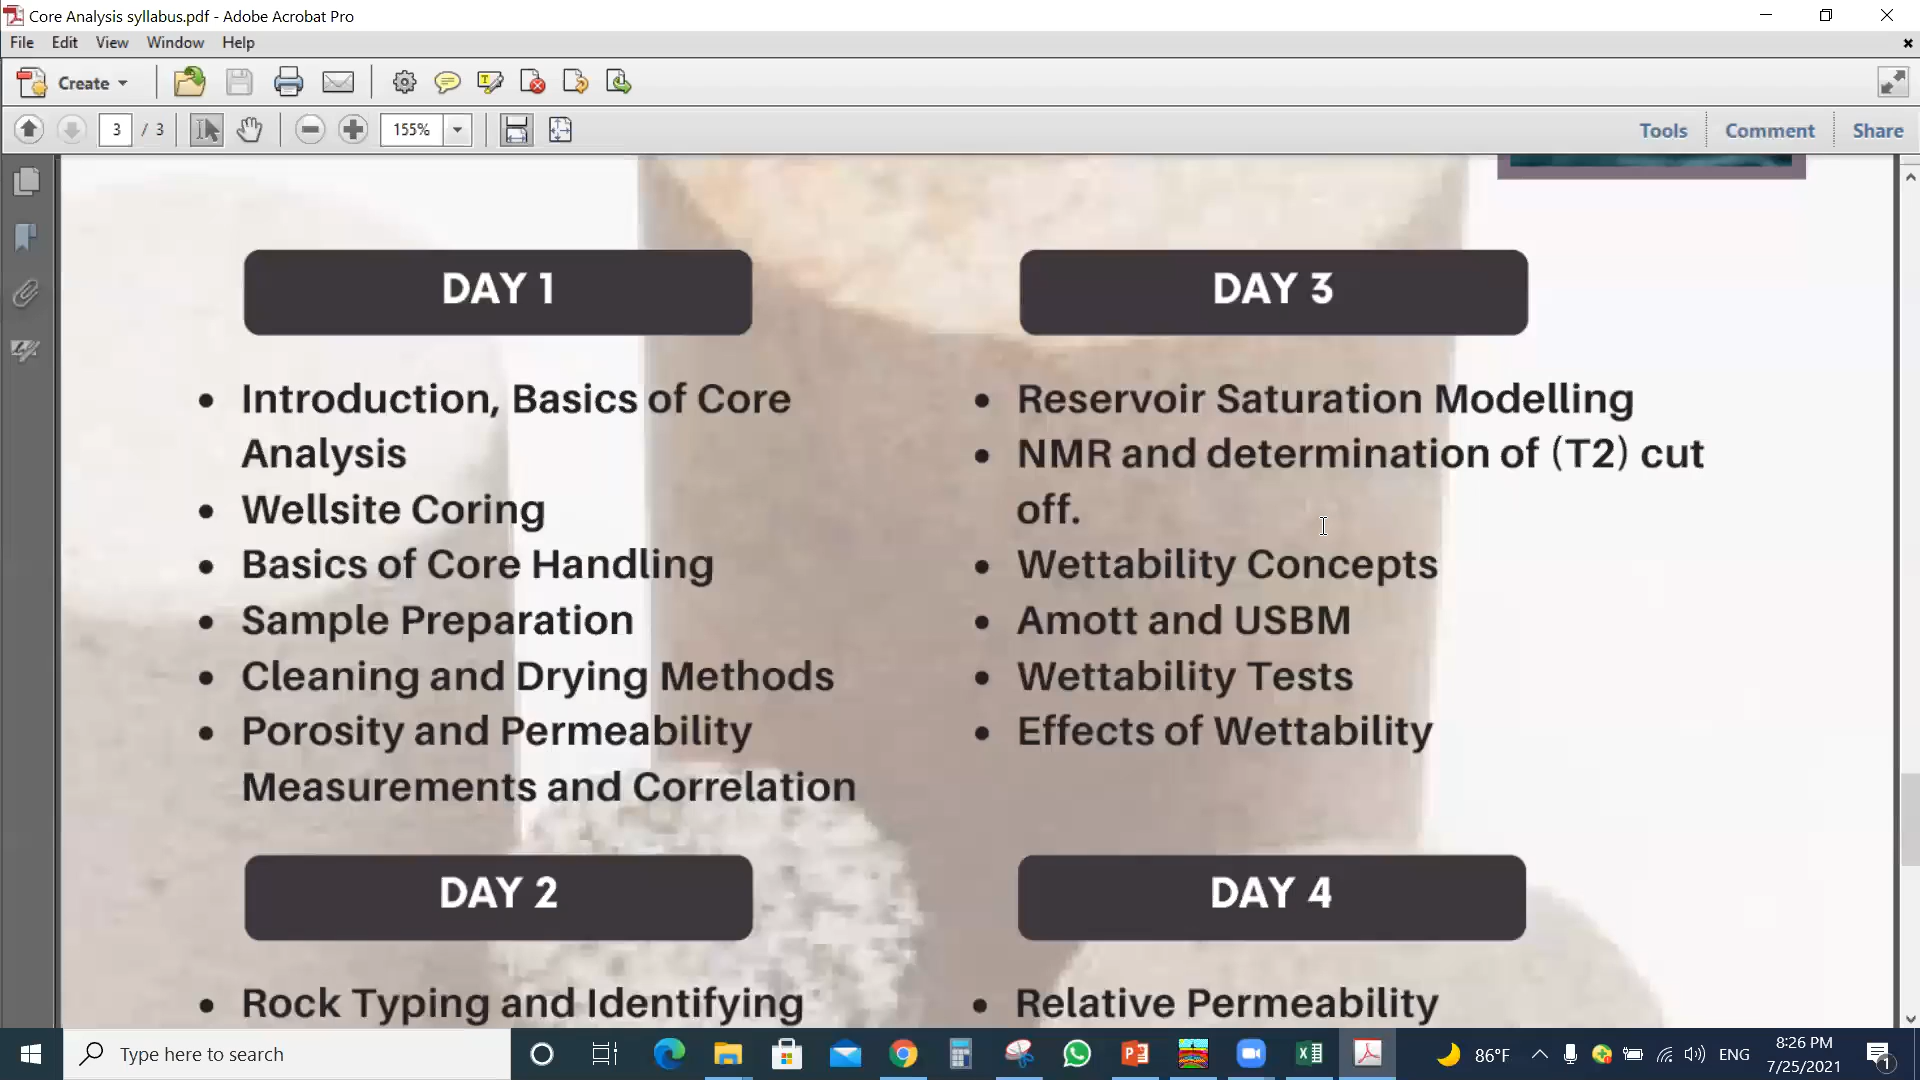 Core Analysis syllabus.pdf - Adobe Acrobat Pro
File Edit View Window Help
Create
3 / 3 155% Tools Comment Share
DAY 1
• Introduction, Basics of Core
Analysis
• Wellsite Coring
• Basics of Core Handling
• Sample Preparation
• Cleaning and Drying Methods
• Porosity and Permeability
Measurements and Correlation
DAY 2
• Rock Typing and Identifying
DAY 3
• Reservoir Saturation Modelling
• NMR and determination of (T2) cut
off.
• Wettability Concepts
• Amott and USBM
• Wettability Tests
• Effects of Wettability
DAY 4
• Relative Permeability
Type here to search
86°F
ENG
8:26 PM
7/25/2021
1